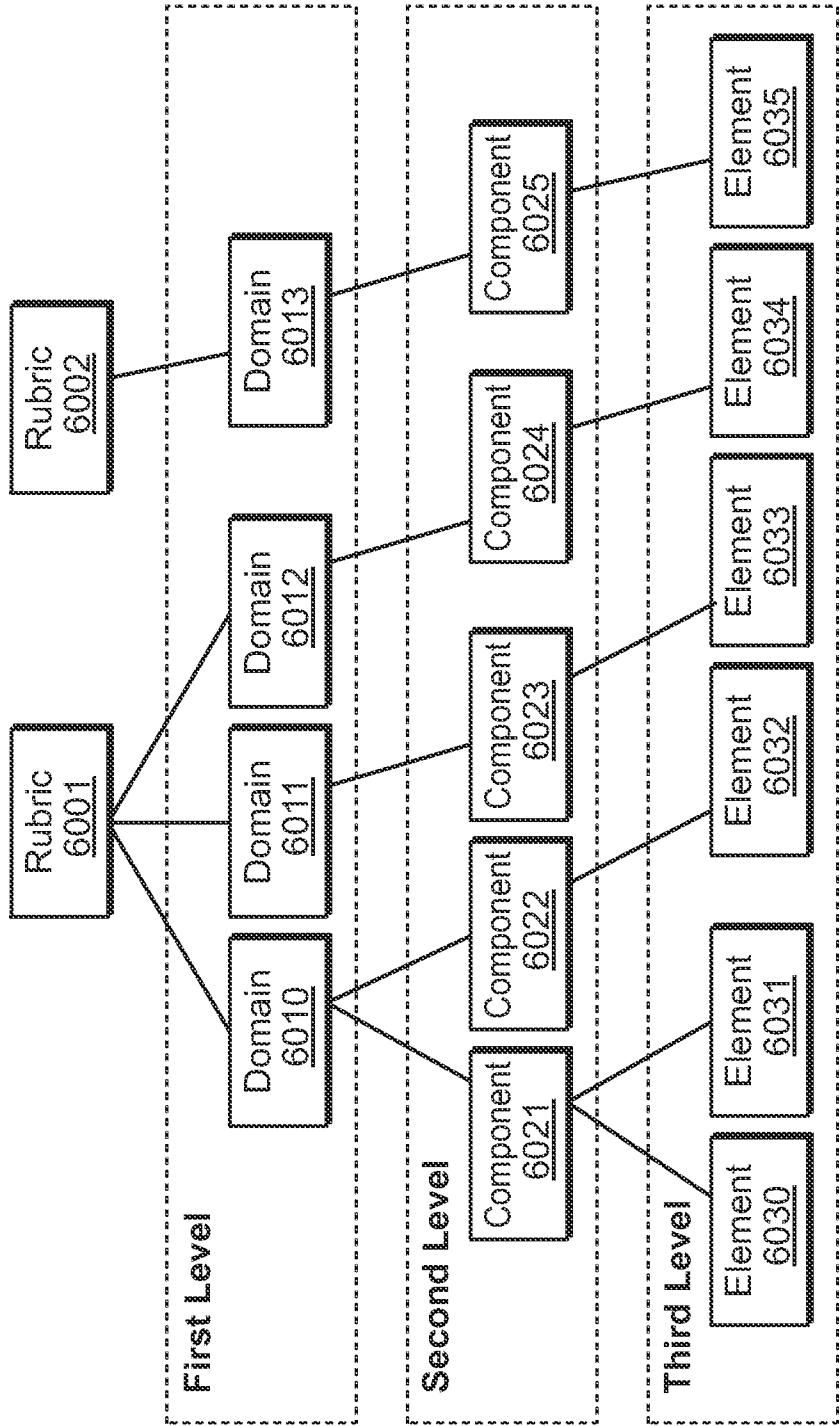 Rubric
6001
Rubric
6002
First Level
Domain
6010
Domain
6011
Domain
6012
Domain
6013
Second Level
Component
6021
Component
6022
Component
6023
Component
6024
Component
6025
Third Level
Element
6030
Element
6031
Element
6032
Element
6033
Element
6034
Element
6035